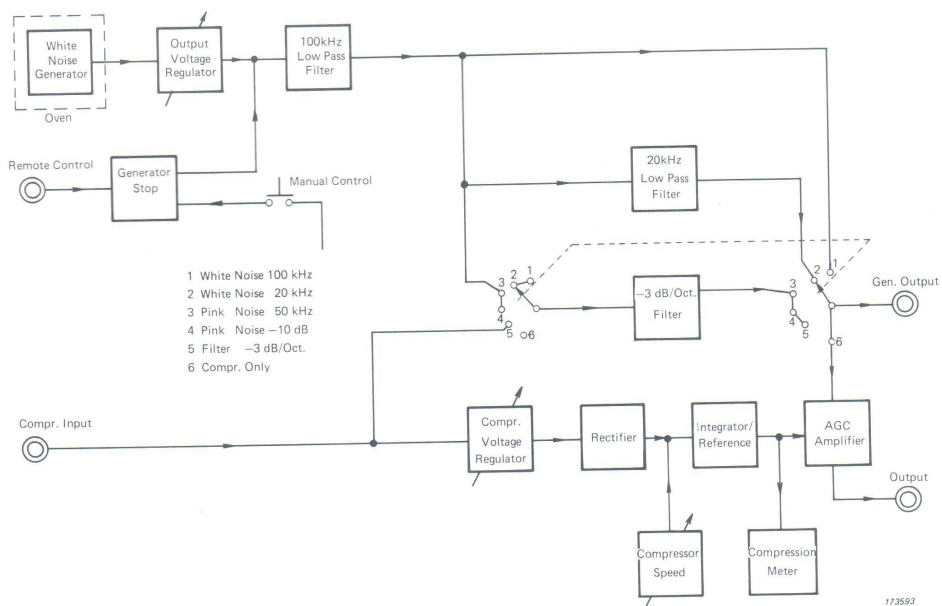 White
Noise
Generator
Oven
Output
Voltage
Regulator
100kHz
Low Pass
Filter
Remote Control
Generator
Stop
Manual Control
20kHz
Low Pass
Filter
1 White Noise 100 kHz
2 White Noise 20 kHz
3 Pink Noise 50 kHz
4 Pink Noise –10 dB
5 Filter –3 dB/Oct.
6 Compr. Only
1
2
3
4
5
6
–3 dB/Oct.
Filter
1
2
3
4
5
6
Gen. Output
Compr. Input
Compr.
Voltage
Regulator
Rectifier
Integrator/
Reference
AGC
Amplifier
Output
Compressor
Speed
Compression
Meter
173593